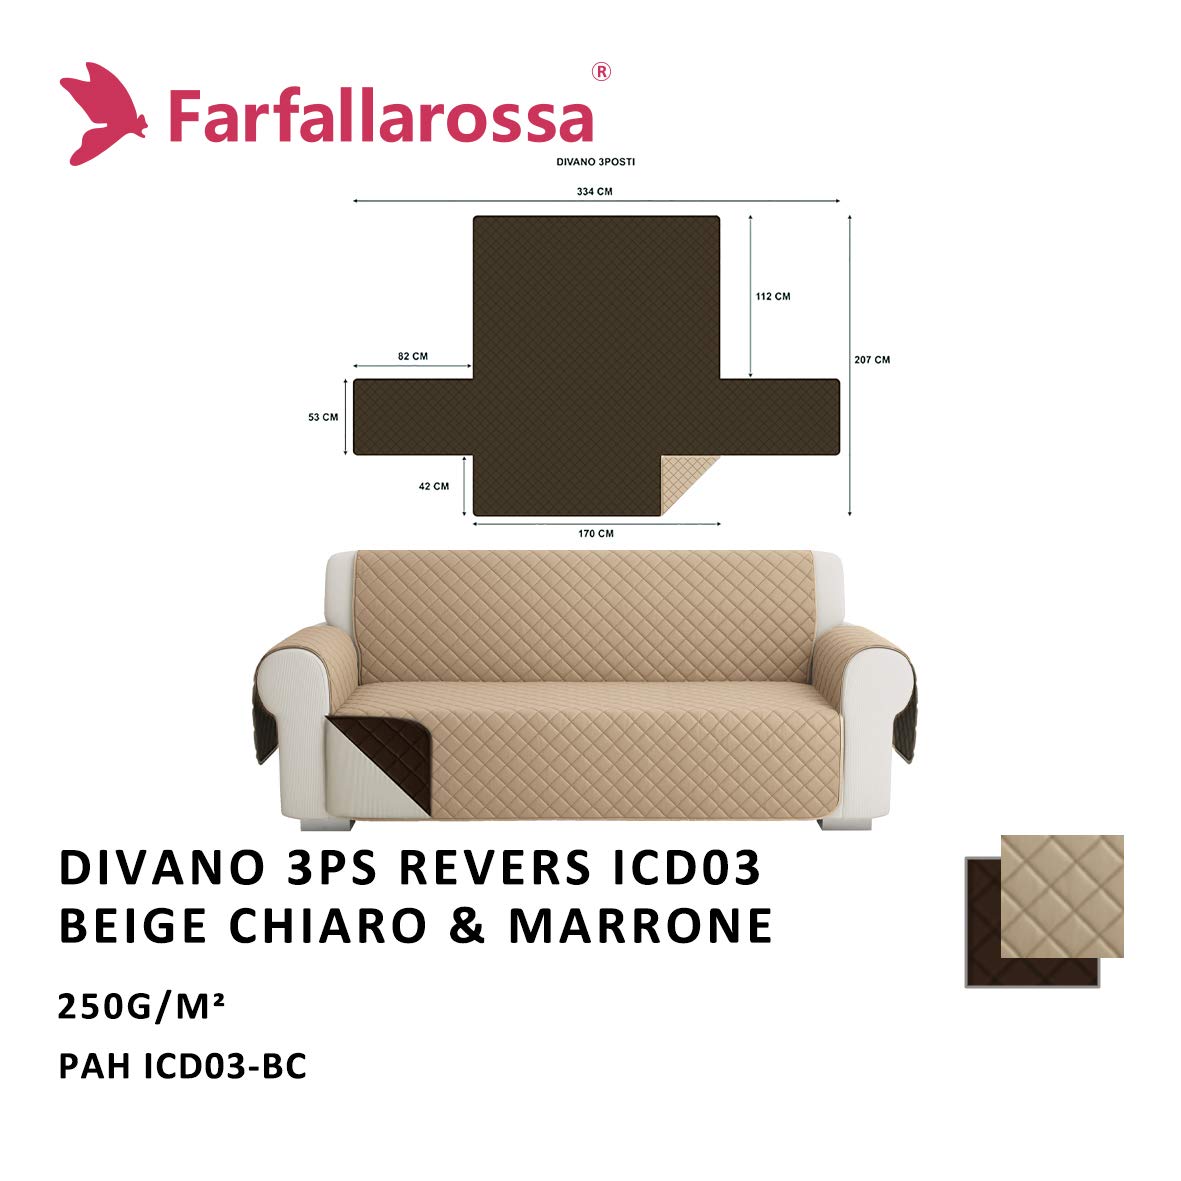 Farfallarossa®
DIVANO 3POSTI
334 CM
112 CM
82 CM
207 CM
53 CM
42 CM
170 CM
DIVANO 3PS REVERS ICD03
BEIGE CHIARO & MARRONE
250G/M²
PAH ICD03-BC